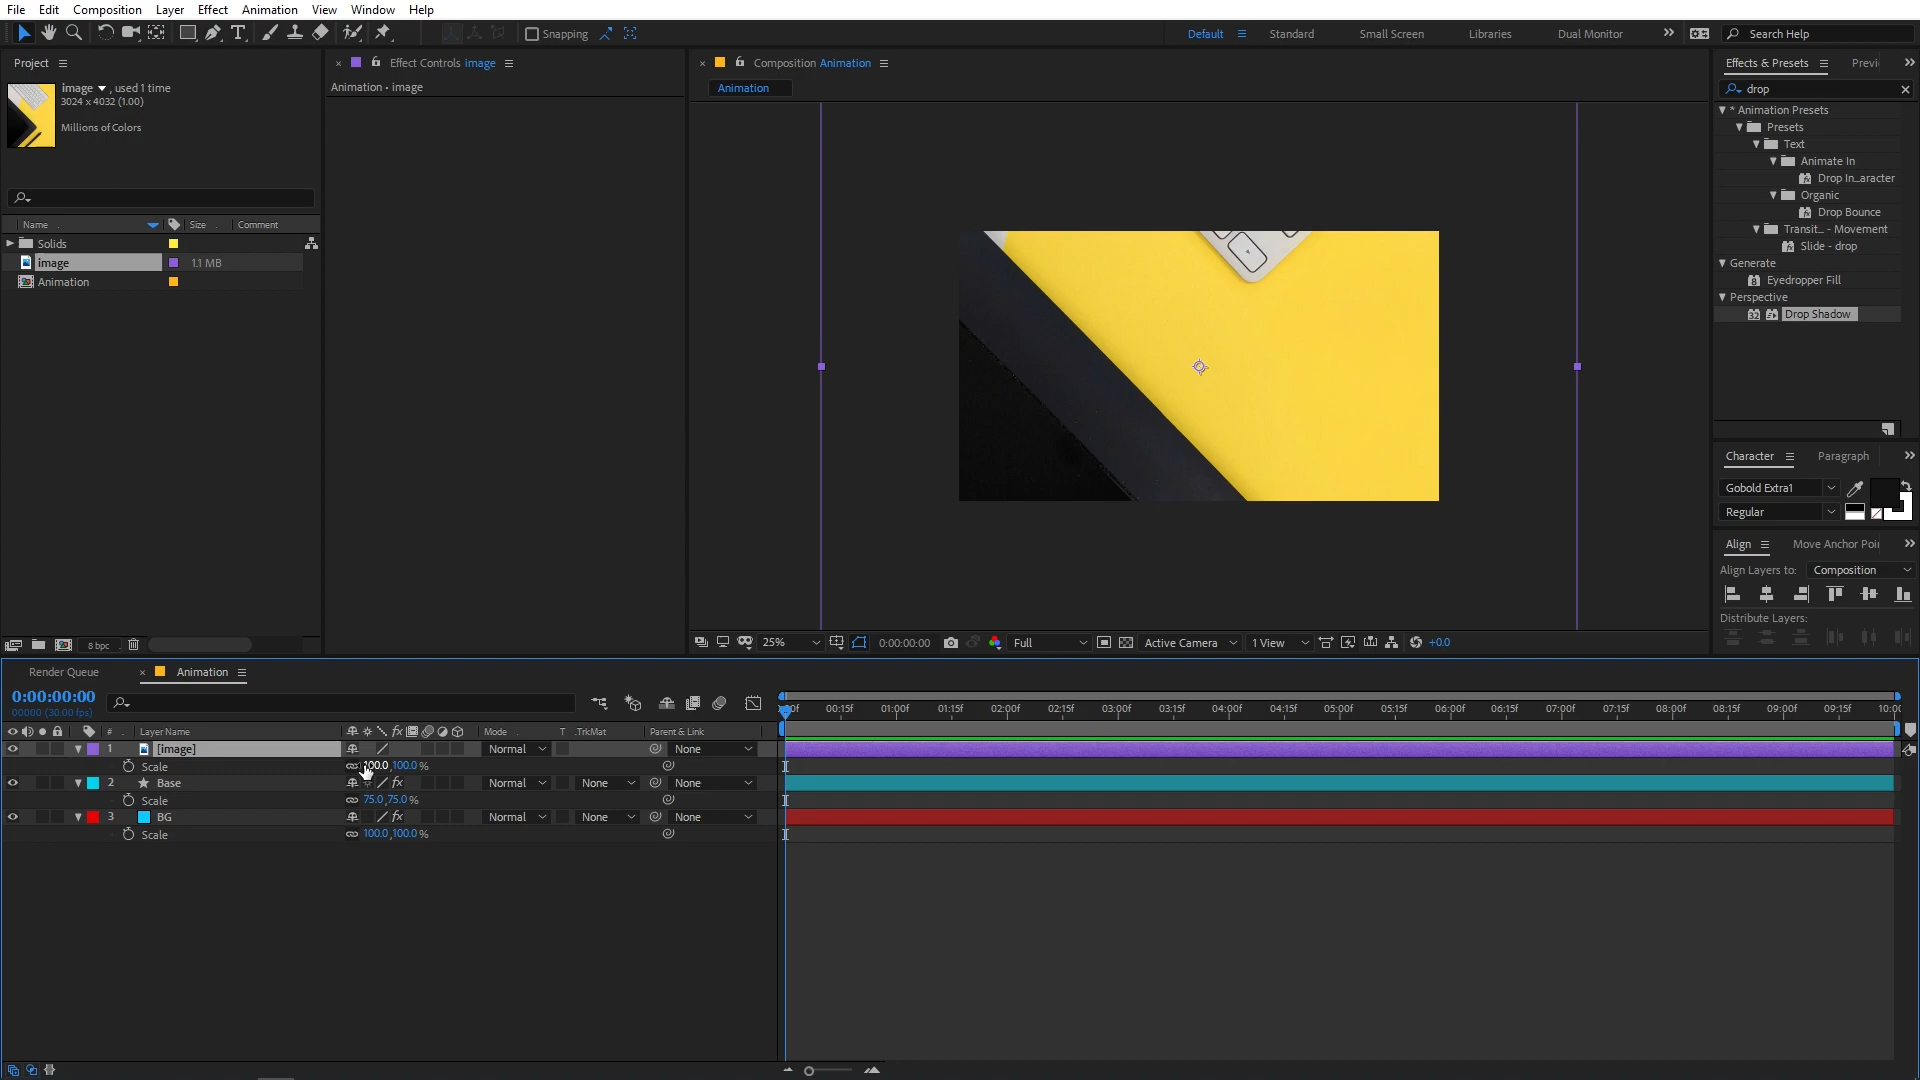 File Edit Composition Layer Effect Animation View Window Help
Snapping
Default Standard Small Screen Libraries Dual Monitor Search Help
Project
image , used 1 time
3024 x 4032 (1.00)
Millions of Colors
Name Size Comment
Solids
image 1.1 MB
Animation
8 bpc
Effect Controls image
Animation • image
Composition Animation
Animation
25% 0:00:00:00 Full Active Camera 1 View +0.0
Effects & Presets
drop
* Animation Presets
Presets
Text
Animate In
Drop In...aracter
Organic
Drop Bounce
Transit... - Movement
Slide - drop
Generate
Eyedropper Fill
Perspective
Drop Shadow
Character Paragraph
Gobold Extra1
Regular
Align Move Anchor Poi
Align Layers to: Composition
Distribute Layers:
Render Queue Animation
0:00:00:00
00000 (30.00 fps)
00:15f 01:00f 01:15f 02:00f 02:15f 03:00f 03:15f 04:00f 04:15f 05:00f 05:15f 06:00f 06:15f 07:00f 07:15f 08:00f 08:15f 09:00f 09:15f 10:00
# Layer Name Mode T .TrkMat Parent & Link
1 [image] Normal None
Scale 100.0,100.0%
2 Base Normal None None
Scale 75.0,75.0%
3 BG Normal None None
Scale 100.0,100.0%